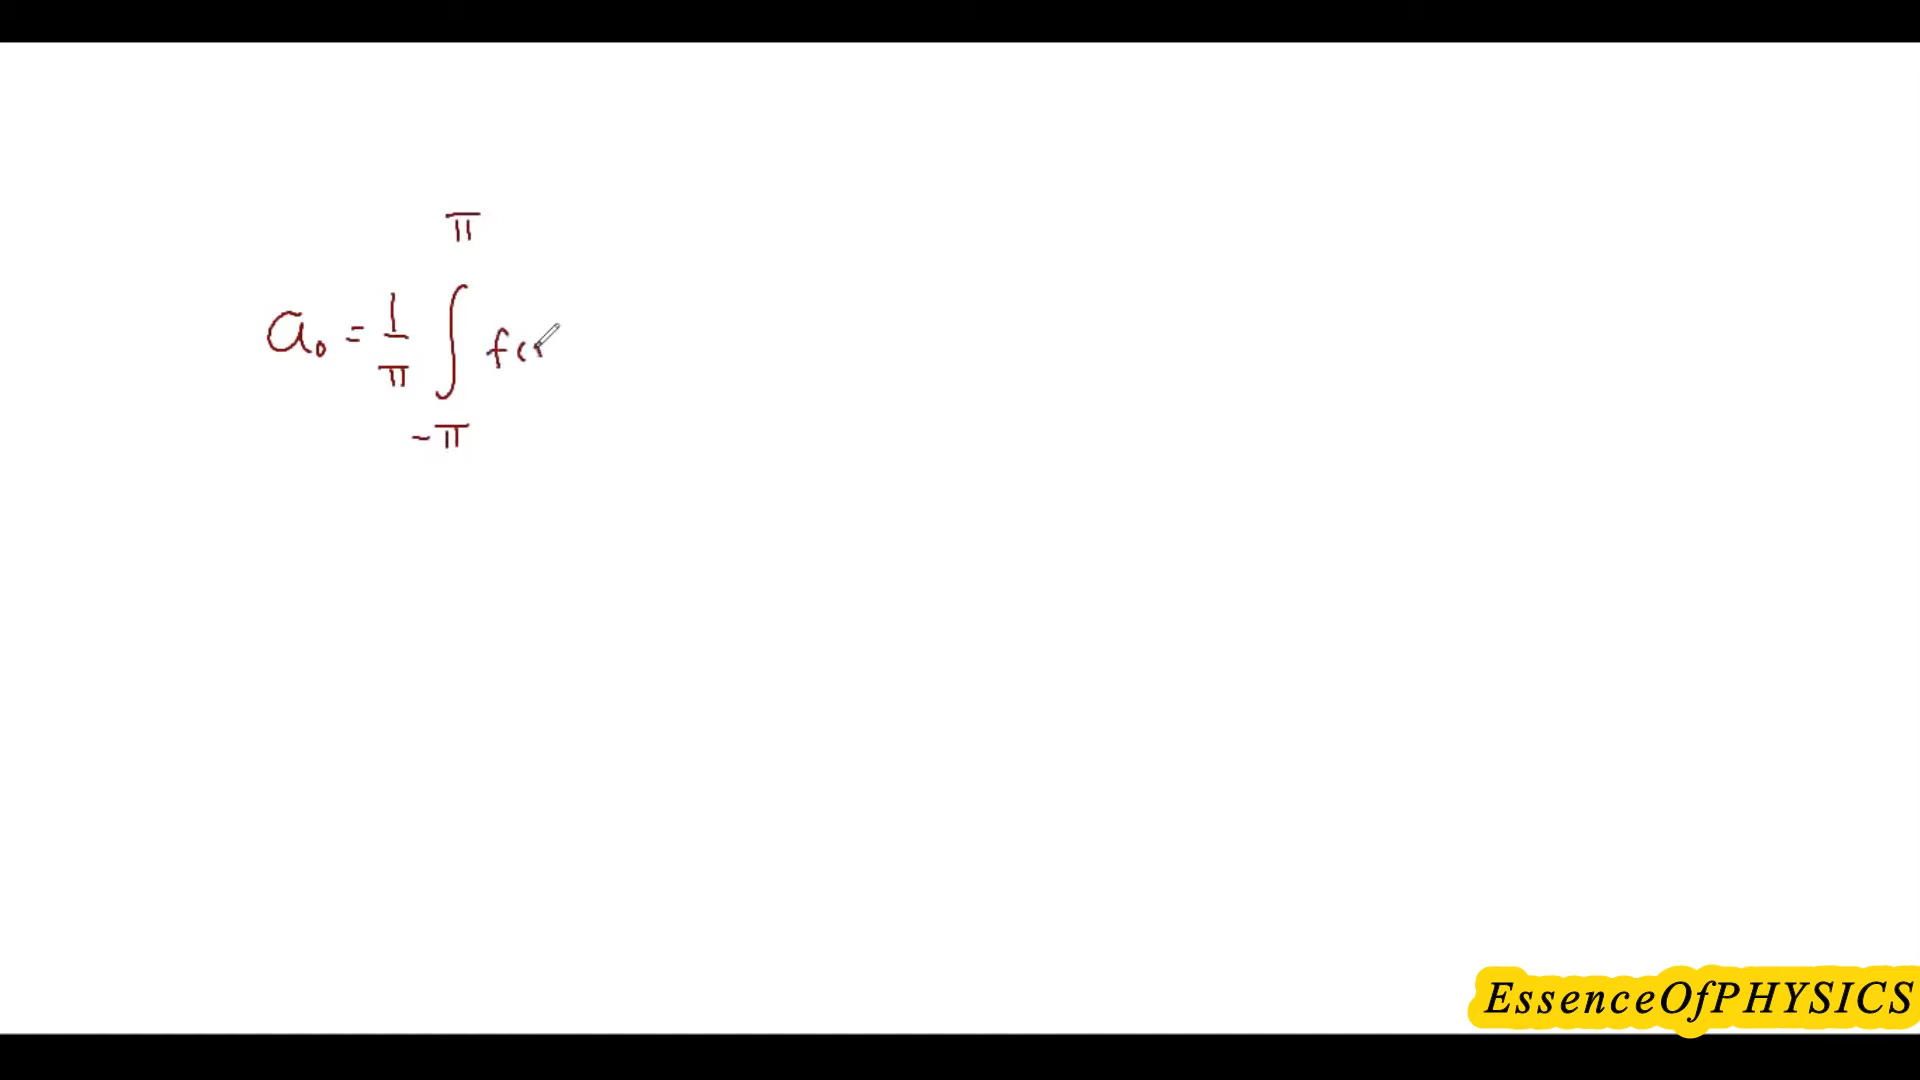 a₀ = 1/π ∫_{-π}^{π} f(
EssenceOfPHYSICS